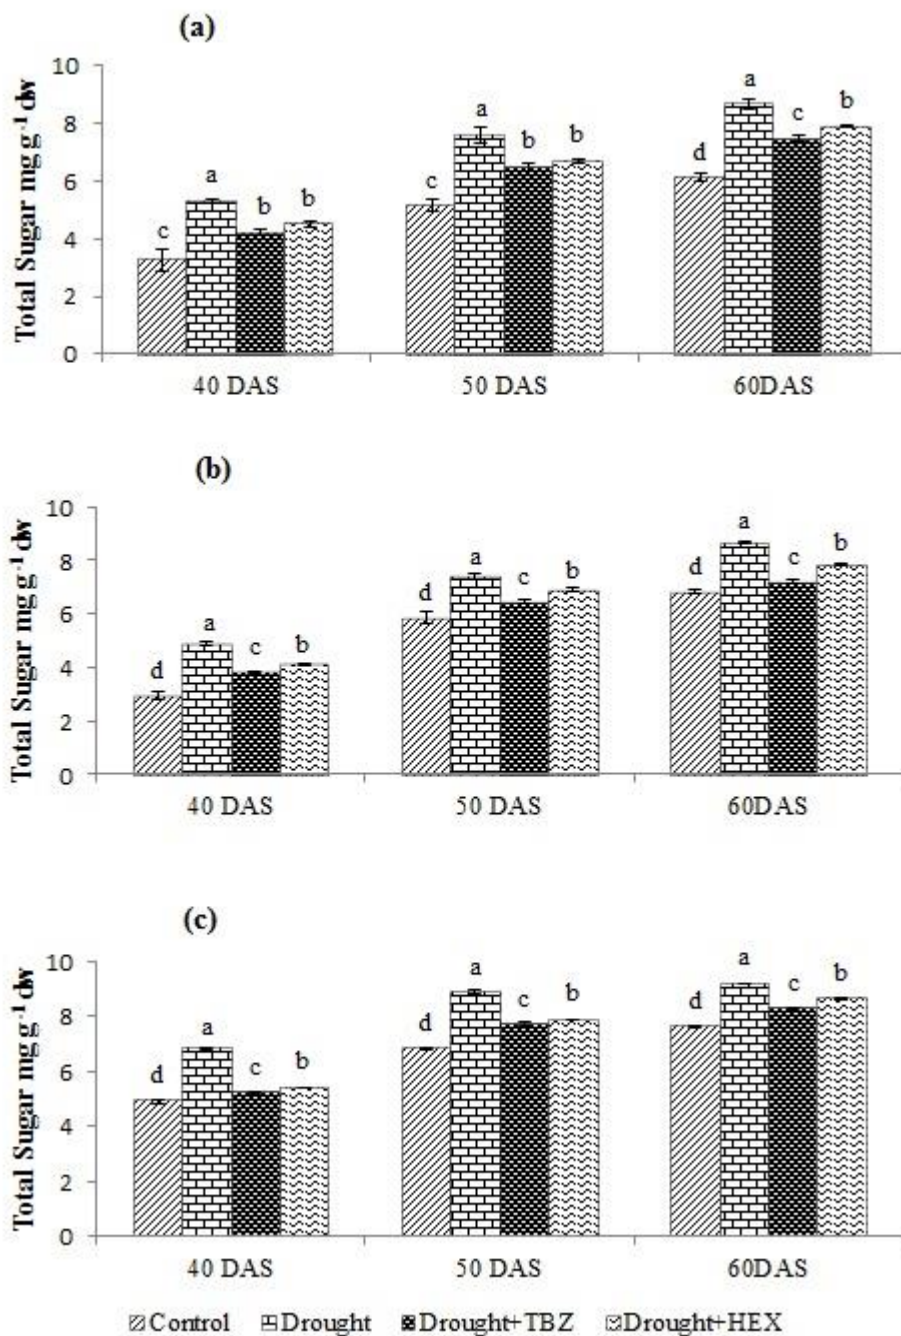 (a)
Total Sugar mg g⁻¹ dw
10
8
6
4
2
0
c
a
b
b
c
a
b
b
d
a
c
b
40 DAS
50 DAS
60DAS
(b)
Total Sugar mg g⁻¹ dw
10
8
6
4
2
0
d
a
c
b
d
a
c
b
d
a
c
b
40 DAS
50 DAS
60DAS
(c)
Total Sugar mg g⁻¹ dw
10
8
6
4
2
0
d
a
c
b
d
a
c
b
d
a
c
b
40 DAS
50 DAS
60DAS
Control Drought Drought+TBZ Drought+HEX